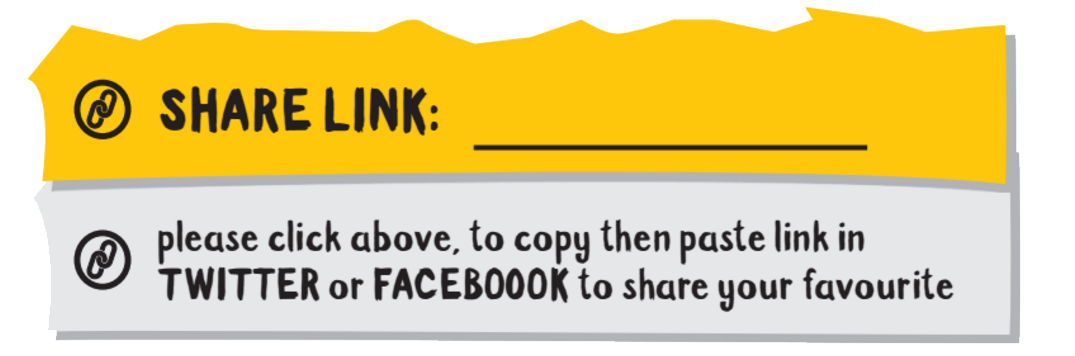 SHARE LINK:
please click above, to copy then paste link in
TWITTER or FACEBOOOK to share your favourite